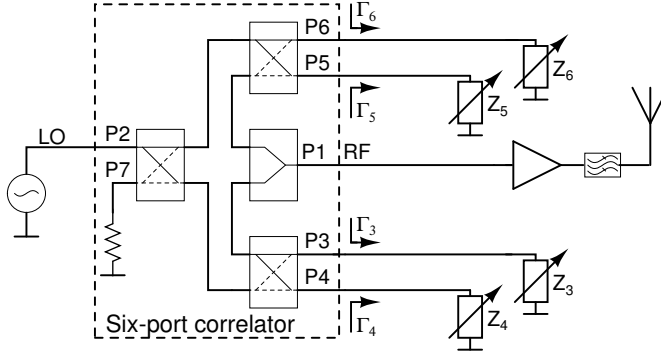 Γ6
P6
P5
Z6
Γ5
Z5
LO
P2
P7
P1
RF
Γ3
P3
P4
Z3
Γ4
Z4
Six-port correlator